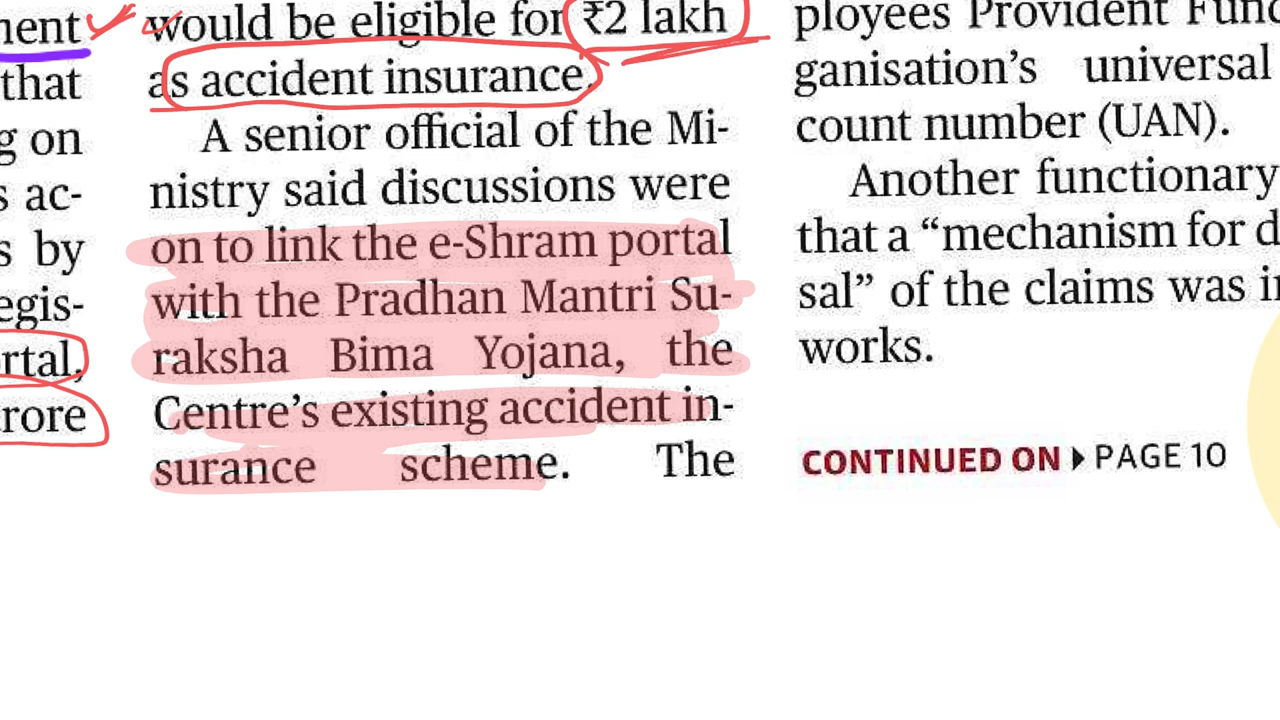 nent
that
g on
s ac-
s by
egis-
rtal,
rore
would be eligible for ₹2 lakh
as accident insurance.
A senior official of the Mi-
nistry said discussions were
on to link the e-Shram portal
with the Pradhan Mantri Su-
raksha Bima Yojana, the
Centre’s existing accident in-
surance scheme. The
ployees Provident Fund
ganisation’s universal
count number (UAN).
Another functionary
that a “mechanism for d
sal” of the claims was in
works.
CONTINUED ON PAGE 10